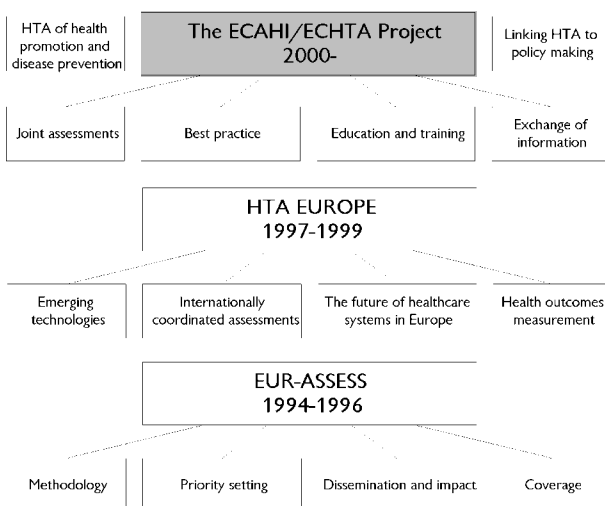 HTA of health
promotion and
disease prevention
The ECAHI/ECHTA Project
2000-
Linking HTA to
policy making
Joint assessments
Best practice
Education and training
Exchange of
information
HTA EUROPE
1997-1999
Emerging
technologies
Internationally
coordinated assessments
The future of healthcare
systems in Europe
Health outcomes
measurement
EUR-ASSESS
1994-1996
Methodology
Priority setting
Dissemination and impact
Coverage